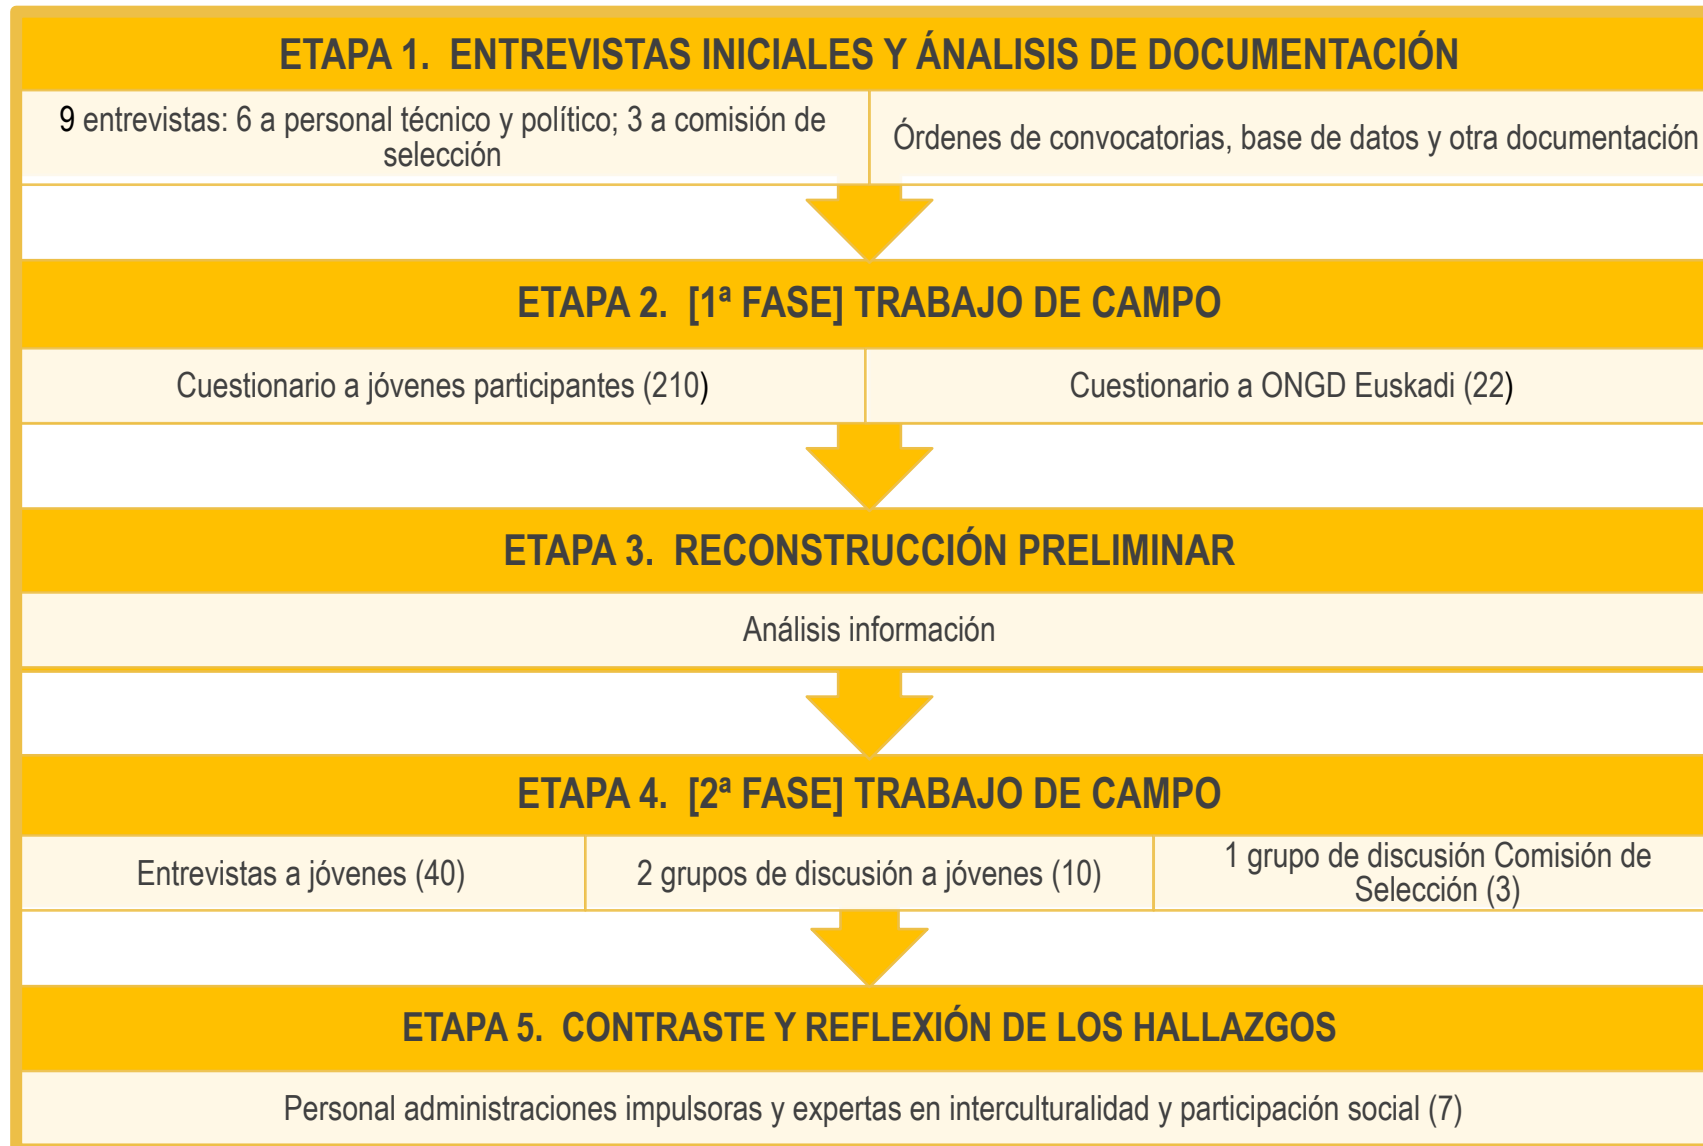 ETAPA 1. ENTREVISTAS INICIALES Y ÁNALISIS DE DOCUMENTACIÓN
9 entrevistas: 6 a personal técnico y político; 3 a comisión de
selección
Órdenes de convocatorias, base de datos y otra documentación
ETAPA 2. [1ª FASE] TRABAJO DE CAMPO
Cuestionario a jóvenes participantes (210)
Cuestionario a ONGD Euskadi (22)
ETAPA 3. RECONSTRUCCIÓN PRELIMINAR
Análisis información
ETAPA 4. [2ª FASE] TRABAJO DE CAMPO
Entrevistas a jóvenes (40)
2 grupos de discusión a jóvenes (10)
1 grupo de discusión Comisión de
Selección (3)
ETAPA 5. CONTRASTE Y REFLEXIÓN DE LOS HALLAZGOS
Personal administraciones impulsoras y expertas en interculturalidad y participación social (7)